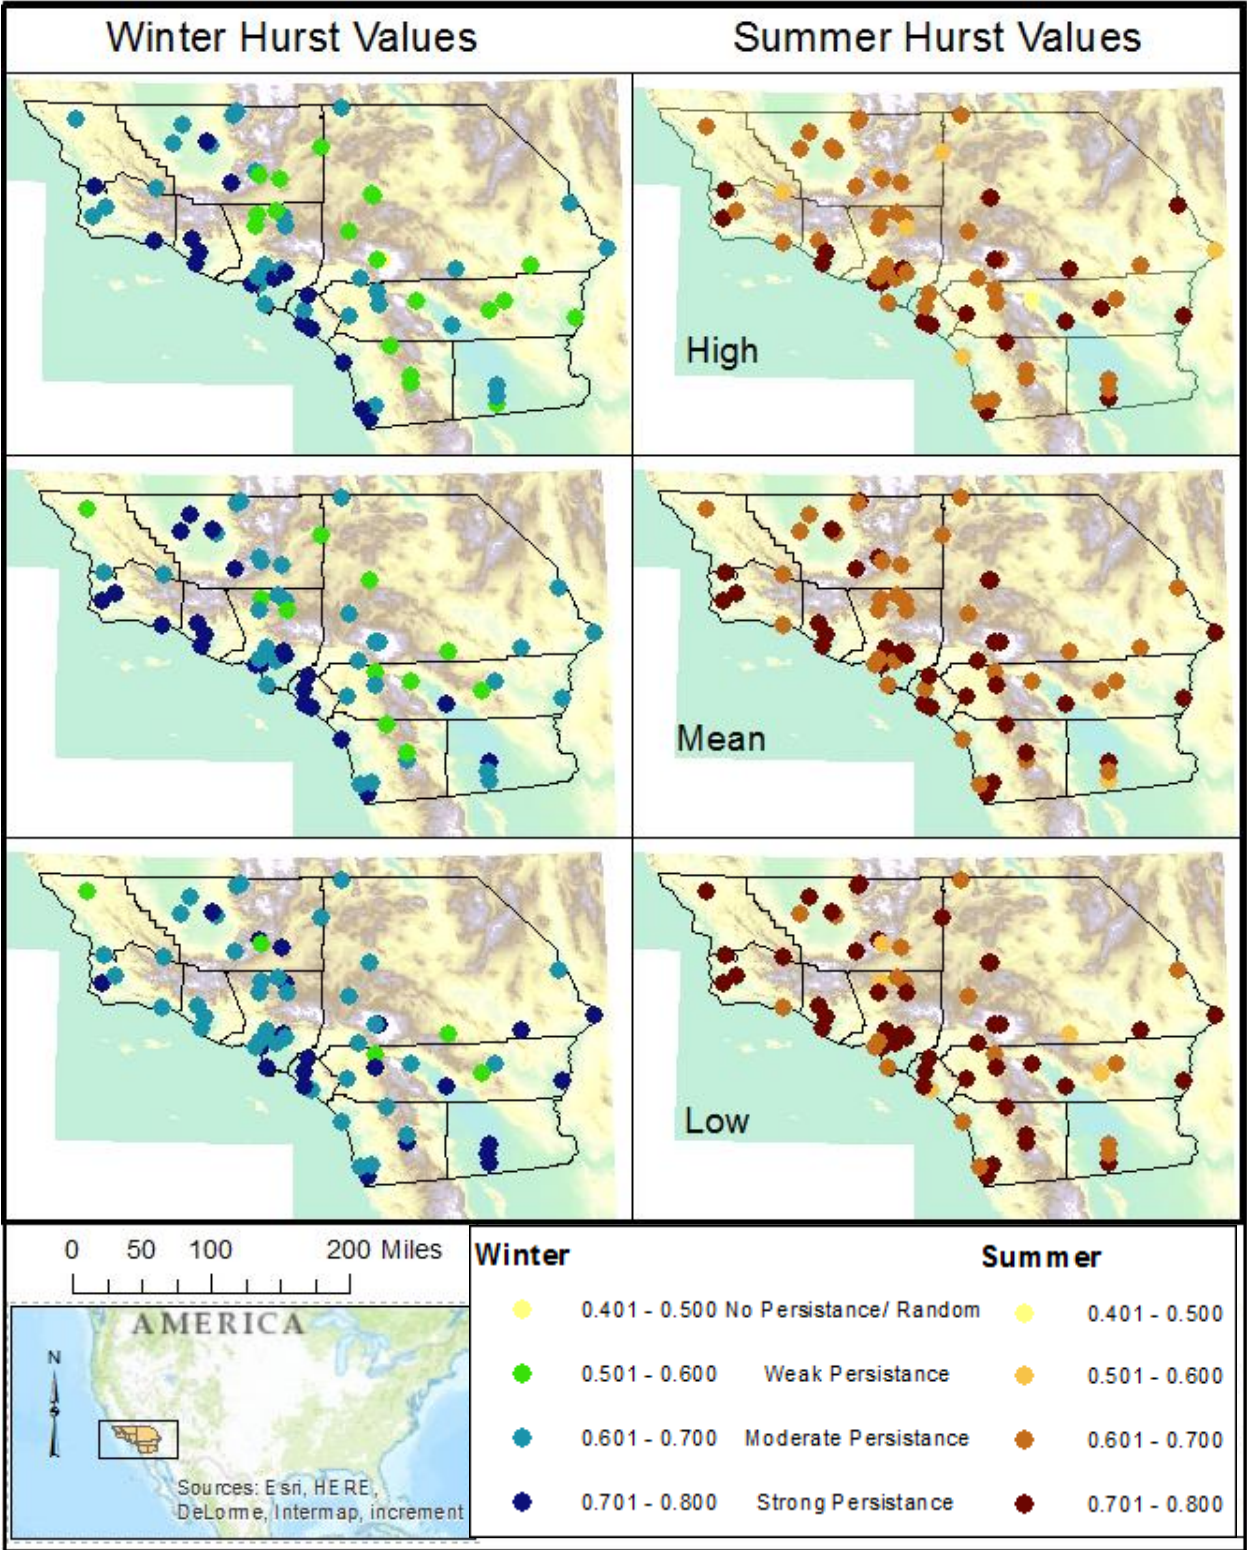 Winter Hurst Values
Summer Hurst Values
High
Mean
Low
0 50 100 200 Miles
AMERICA
N
S
Sources: Esri, HERE,
DeLorme, Intermap, increment
Winter Summer
0.401 - 0.500 No Persistance/ Random 0.401 - 0.500
0.501 - 0.600 Weak Persistance 0.501 - 0.600
0.601 - 0.700 Moderate Persistance 0.601 - 0.700
0.701 - 0.800 Strong Persistance 0.701 - 0.800